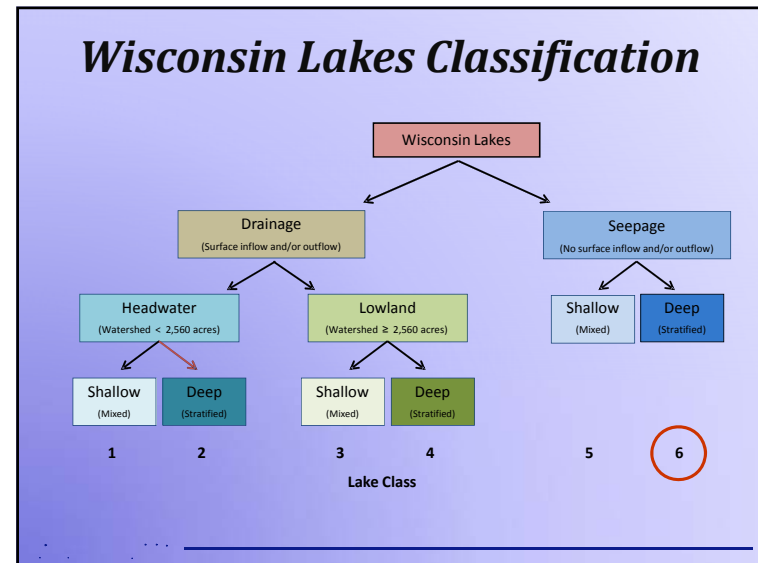 Wisconsin Lakes Classification
Wisconsin Lakes
Drainage
(Surface inflow and/or outflow)
Seepage
(No surface inflow and/or outflow)
Headwater
(Watershed < 2,560 acres)
Lowland
(Watershed ≥ 2,560 acres)
Shallow
(Mixed)
Deep
(Stratified)
Shallow
(Mixed)
Deep
(Stratified)
Shallow
(Mixed)
Deep
(Stratified)
1 2 3 4 5 6
Lake Class